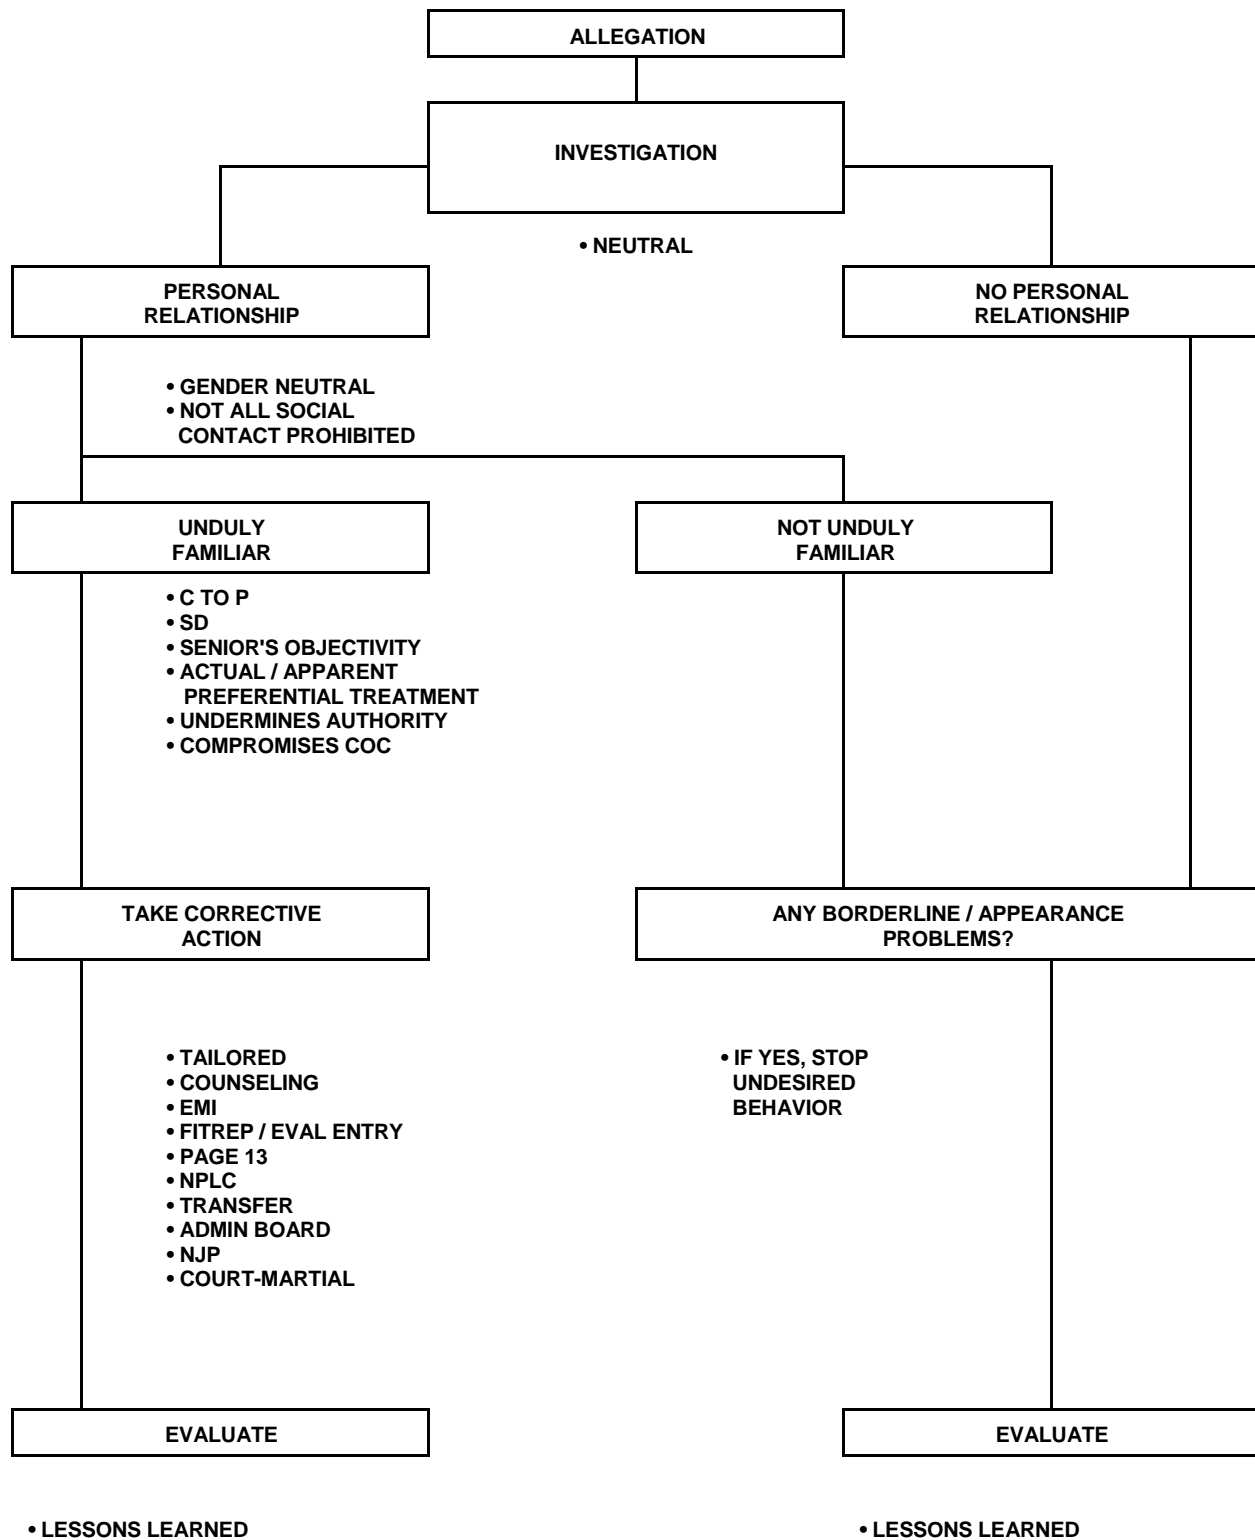 ALLEGATION
INVESTIGATION
• NEUTRAL
PERSONAL
RELATIONSHIP
NO PERSONAL
RELATIONSHIP
• GENDER NEUTRAL
• NOT ALL SOCIAL
CONTACT PROHIBITED
UNDULY
FAMILIAR
NOT UNDULY
FAMILIAR
• C TO P
• SD
• SENIOR'S OBJECTIVITY
• ACTUAL / APPARENT
PREFERENTIAL TREATMENT
• UNDERMINES AUTHORITY
• COMPROMISES COC
TAKE CORRECTIVE
ACTION
ANY BORDERLINE / APPEARANCE
PROBLEMS?
• TAILORED
• COUNSELING
• EMI
• FITREP / EVAL ENTRY
• PAGE 13
• NPLC
• TRANSFER
• ADMIN BOARD
• NJP
• COURT-MARTIAL
• IF YES, STOP
UNDESIRED
BEHAVIOR
EVALUATE
EVALUATE
• LESSONS LEARNED
• LESSONS LEARNED